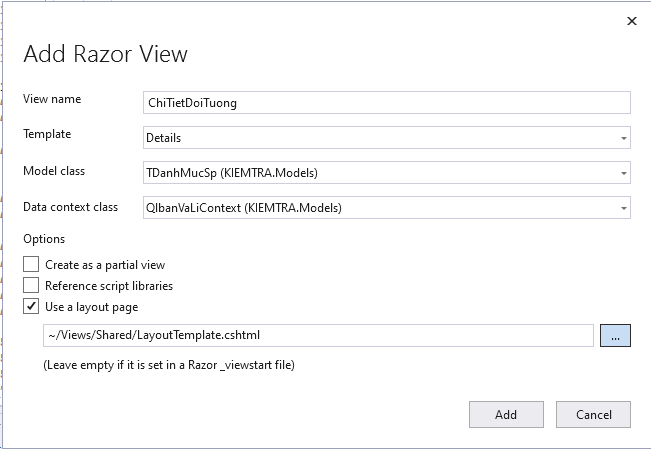 Add Razor View
View name
ChiTietDoiTuong
Template
Details
Model class
TDanhMucSp (KIEMTRA.Models)
Data context class
QlbanVaLiContext (KIEMTRA.Models)
Options
Create as a partial view
Reference script libraries
Use a layout page
~/Views/Shared/LayoutTemplate.cshtml
...
(Leave empty if it is set in a Razor _viewstart file)
Add
Cancel